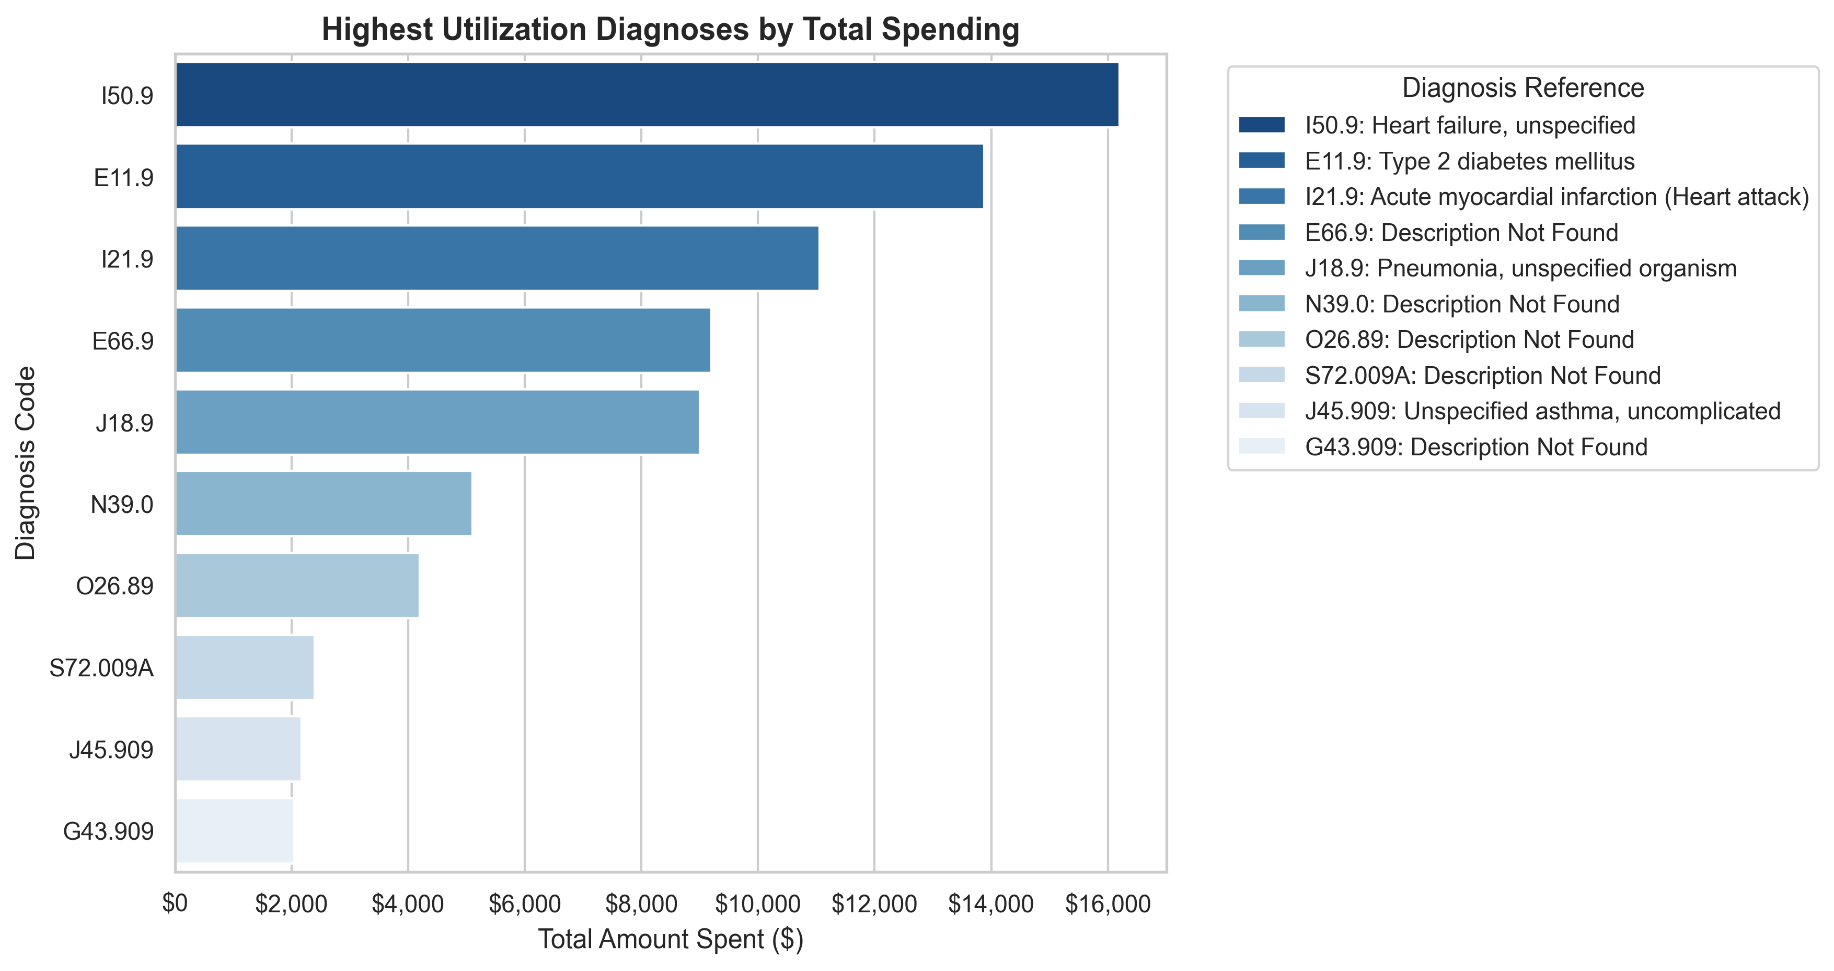 Highest Utilization Diagnoses by Total Spending
Diagnosis Code
I50.9
E11.9
I21.9
E66.9
J18.9
N39.0
O26.89
S72.009A
J45.909
G43.909
$0 $2,000 $4,000 $6,000 $8,000 $10,000 $12,000 $14,000 $16,000
Total Amount Spent ($)
Diagnosis Reference
I50.9: Heart failure, unspecified
E11.9: Type 2 diabetes mellitus
I21.9: Acute myocardial infarction (Heart attack)
E66.9: Description Not Found
J18.9: Pneumonia, unspecified organism
N39.0: Description Not Found
O26.89: Description Not Found
S72.009A: Description Not Found
J45.909: Unspecified asthma, uncomplicated
G43.909: Description Not Found